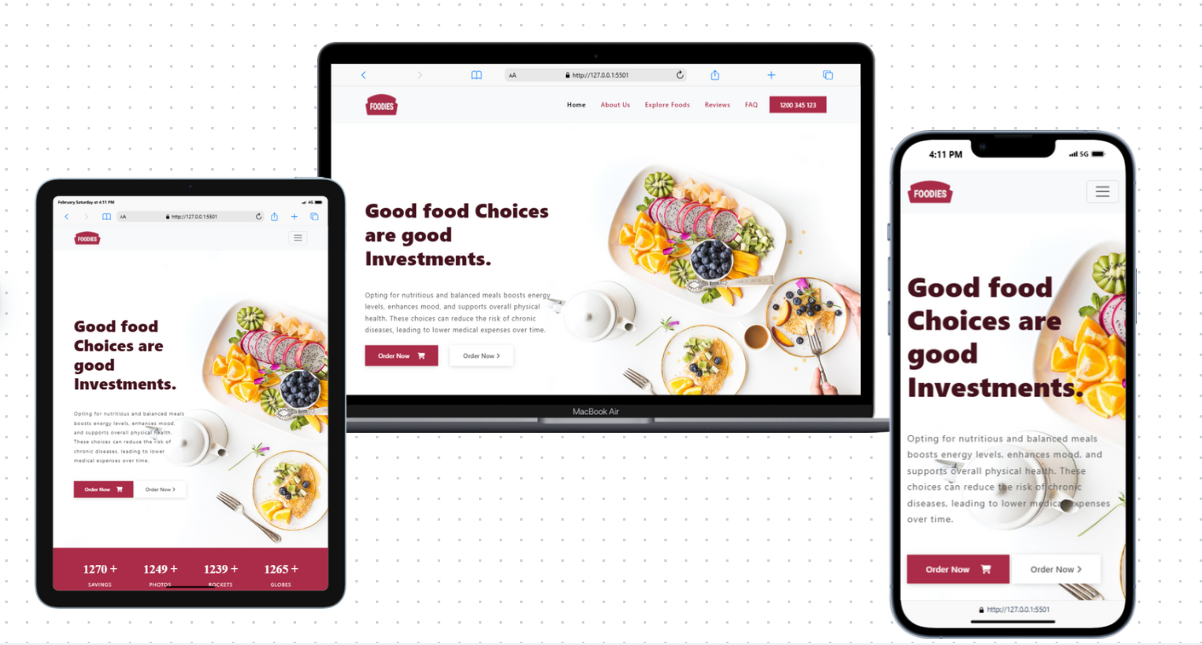 February Saturday at 4:11 PM
4G
AA
http://127.0.0.1:5501
FOODIES
Good food
Choices are
good
Investments.
Opting for nutritious and balanced meals
boosts energy levels, enhances mood,
and supports overall physical health.
These choices can reduce the risk of
chronic diseases, leading to lower
medical expenses over time.
Order Now
Order Now >
1270 +
1249 +
1239 +
1265 +
SAVINGS
PHOTOS
ROCKETS
GLOBES
AA
http://127.0.0.1:5501
FOODIES
Home
About Us
Explore Foods
Reviews
FAQ
1200 345 123
Good food Choices
are good
Investments.
Opting for nutritious and balanced meals boosts energy
levels, enhances mood, and supports overall physical
health. These choices can reduce the risk of chronic
diseases, leading to lower medical expenses over time.
Order Now
Order Now >
MacBook Air
4:11 PM
5G
FOODIES
Good food
Choices are
good
Investments.
Opting for nutritious and balanced meals
boosts energy levels, enhances mood, and
supports overall physical health. These
choices can reduce the risk of chronic
diseases, leading to lower medical expenses
over time.
Order Now
Order Now >
http://127.0.0.1:5501